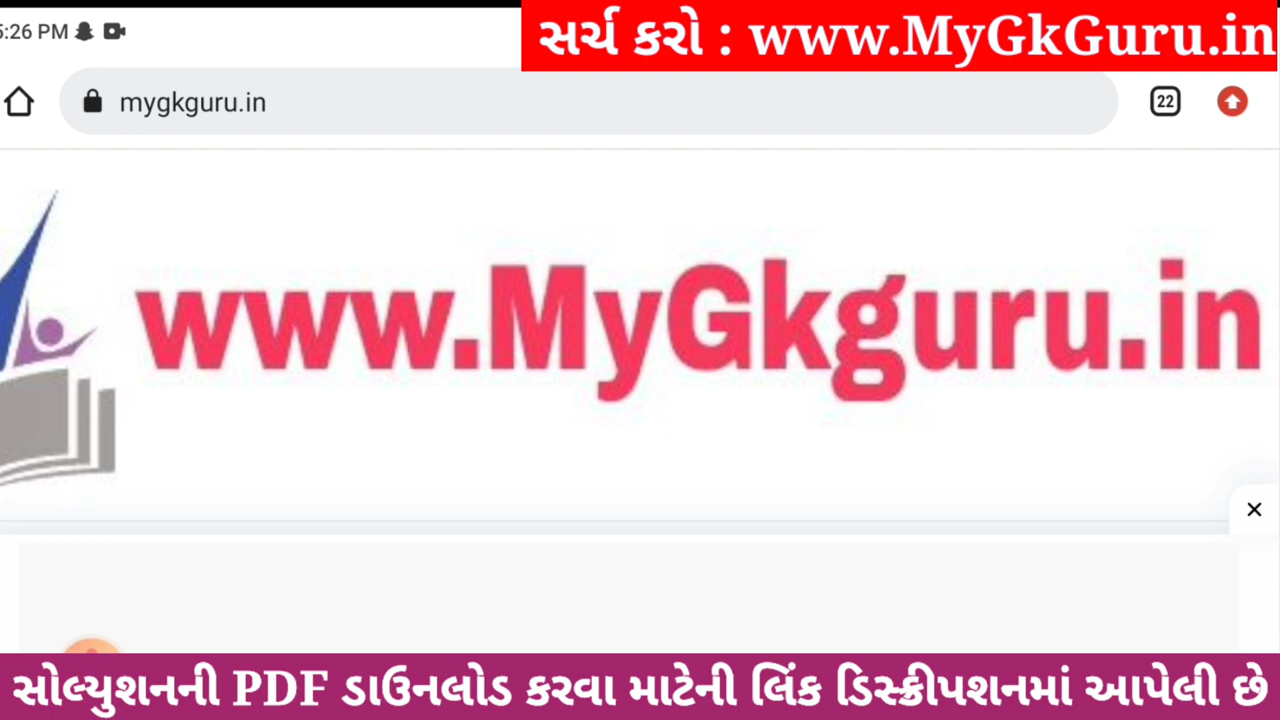 5:26 PM
સર્ચ કરો : www.MyGkGuru.in
mygkguru.in
22
www.MyGkguru.in
સોલ્યુશનની PDF ડાઉનલોડ કરવા માટેની લિંક ડિસ્ક્રીપશનમાં આપેલી છે